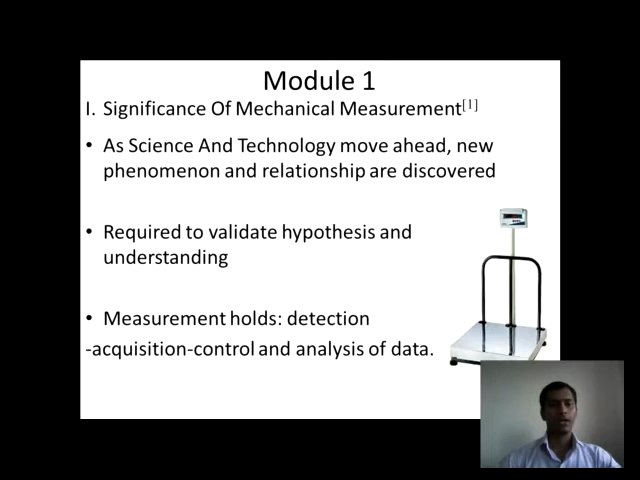 Module 1
I. Significance Of Mechanical Measurement[1]
• As Science And Technology move ahead, new
phenomenon and relationship are discovered
• Required to validate hypothesis and
understanding
• Measurement holds: detection
-acquisition-control and analysis of data.